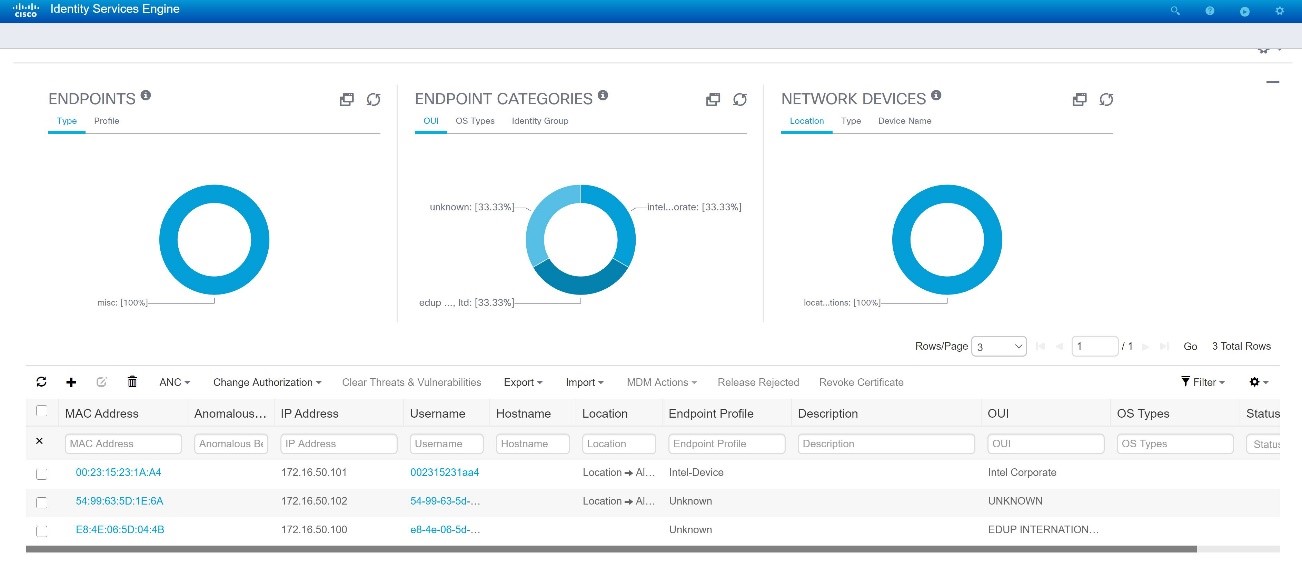 CISCO Identity Services Engine
ENDPOINTS
Type Profile
misc: [100%]
ENDPOINT CATEGORIES
OUI OS Types Identity Group
unknown: [33.33%] intel...orate: [33.33%]
edup ..., ltd: [33.33%]
NETWORK DEVICES
Location Type Device Name
locat...tions: [100%]
Rows/Page 3 1 / 1 Go 3 Total Rows
ANC Change Authorization Clear Threats & Vulnerabilities Export Import MDM Actions Release Rejected Revoke Certificate Filter
MAC Address Anomalous... IP Address Username Hostname Location Endpoint Profile Description OUI OS Types Status
× MAC Address Anomalous Be IP Address Username Hostname Location Endpoint Profile Description OUI OS Types Status
00:23:15:23:1A:A4 172.16.50.101 002315231aa4 Location ➔ Al... Intel-Device Intel Corporate
54:99:63:5D:1E:6A 172.16.50.102 54-99-63-5d-... Location ➔ Al... Unknown UNKNOWN
E8:4E:06:5D:04:4B 172.16.50.100 e8-4e-06-5d-... Unknown EDUP INTERNATION...